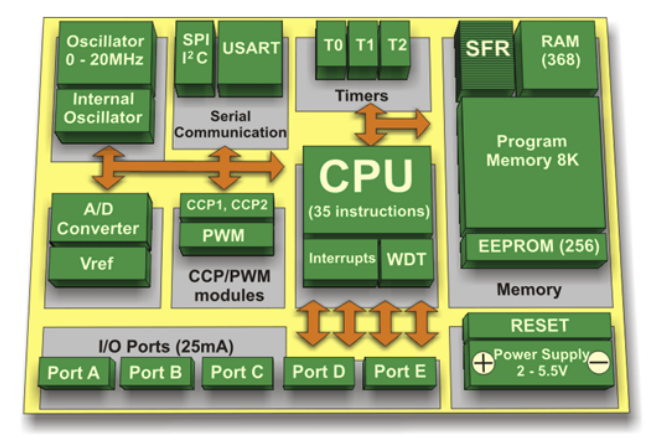 Oscillator
0 - 20MHz
Internal
Oscillator
SPI
I²C
USART
Serial
Communication
T0
T1
T2
Timers
SFR
RAM
(368)
Program
Memory 8K
EEPROM (256)
Memory
CPU
(35 instructions)
Interrupts
WDT
A/D
Converter
Vref
CCP1, CCP2
PWM
CCP/PWM
modules
I/O Ports (25mA)
Port A
Port B
Port C
Port D
Port E
RESET
+
Power Supply
2 - 5.5V
−